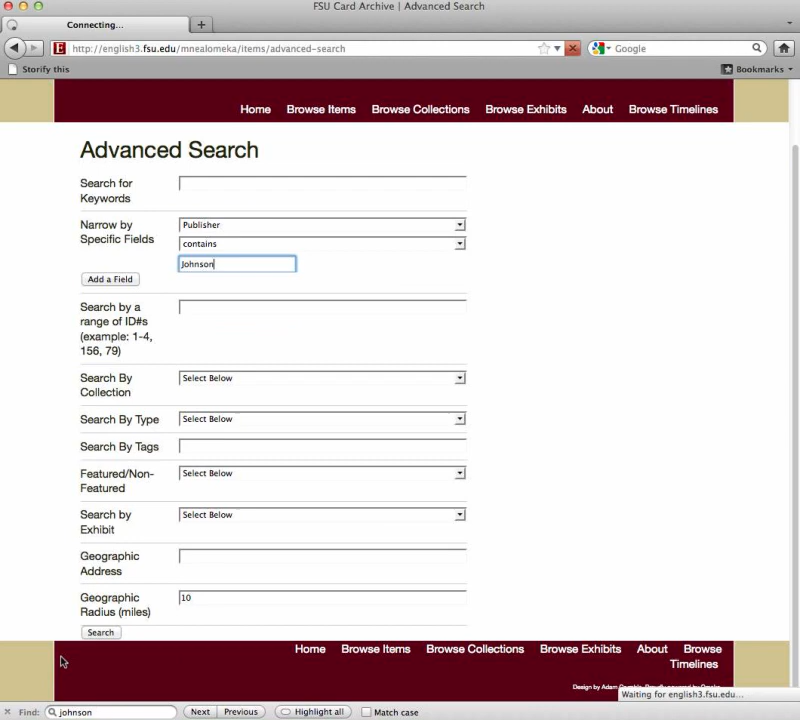 FSU Card Archive | Advanced Search
Connecting...
http://english3.fsu.edu/mnealomeka/items/advanced-search
Google
Storify this
Bookmarks
Home Browse Items Browse Collections Browse Exhibits About Browse Timelines
Advanced Search
Search for
Keywords
Narrow by
Specific Fields
Publisher
contains
Johnson
Add a Field
Search by a
range of ID#s
(example: 1-4,
156, 79)
Search By
Collection
Select Below
Search By Type
Select Below
Search By Tags
Featured/Non-
Featured
Select Below
Search by
Exhibit
Select Below
Geographic
Address
Geographic
Radius (miles)
10
Search
Home Browse Items Browse Collections Browse Exhibits About Browse
Timelines
Design by Adam
Waiting for english3.fsu.edu...
Find: johnson Next Previous Highlight all Match case